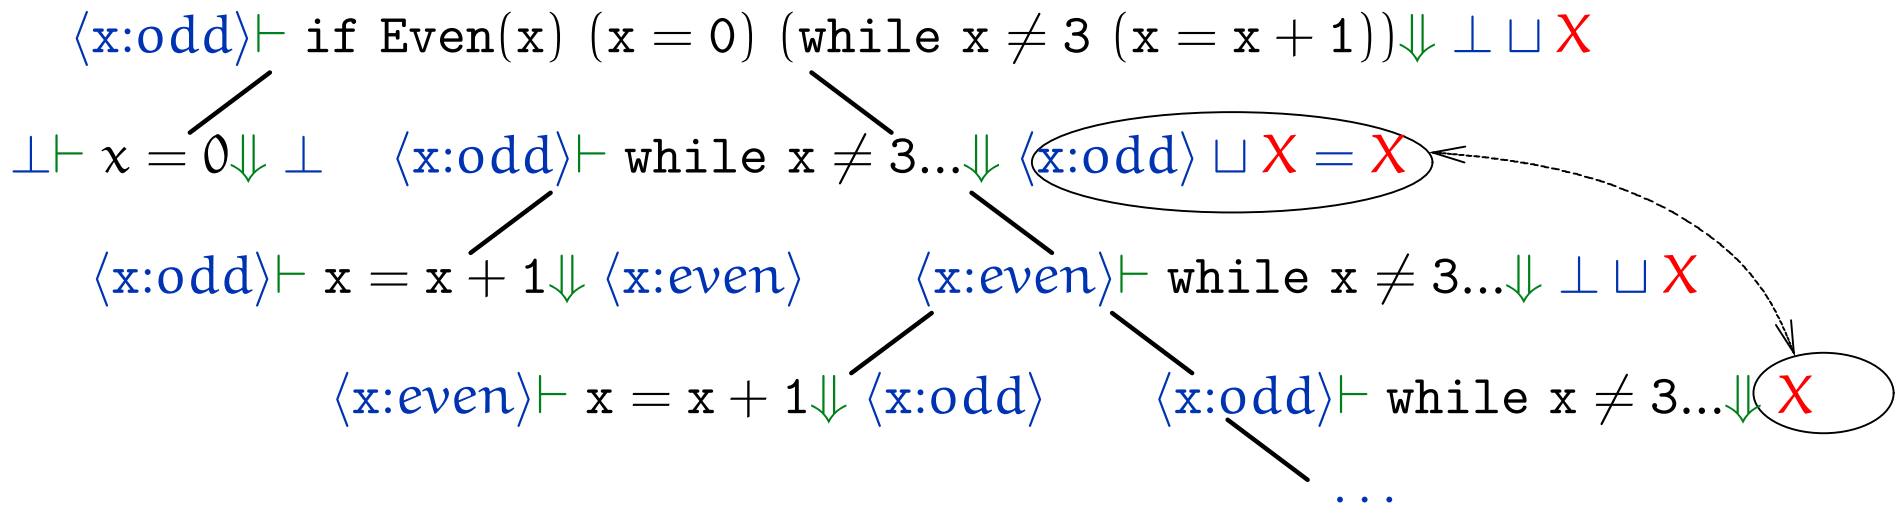 ⟨x:odd⟩⊢ if Even(x) (x = 0) (while x ≠ 3 (x = x + 1))⇓ ⊥ ⊔ X
⊥⊢ x = 0⇓ ⊥ ⟨x:odd⟩⊢ while x ≠ 3...⇓ ⟨x:odd⟩ ⊔ X = X
⟨x:odd⟩⊢ x = x + 1⇓ ⟨x:even⟩ ⟨x:even⟩⊢ while x ≠ 3...⇓ ⊥ ⊔ X
⟨x:even⟩⊢ x = x + 1⇓ ⟨x:odd⟩ ⟨x:odd⟩⊢ while x ≠ 3...⇓ X
...